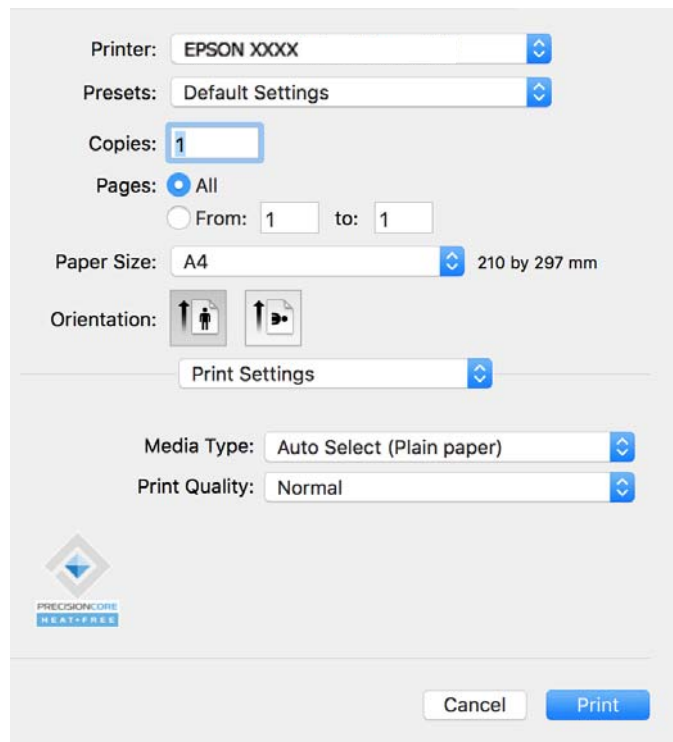 Printer: EPSON XXXX
Presets: Default Settings
Copies: 1
Pages: All
From: 1 to: 1
Paper Size: A4 210 by 297 mm
Orientation:
Print Settings
Media Type: Auto Select (Plain paper)
Print Quality: Normal
PRECISIONCORE
HEAT-FREE
Cancel Print